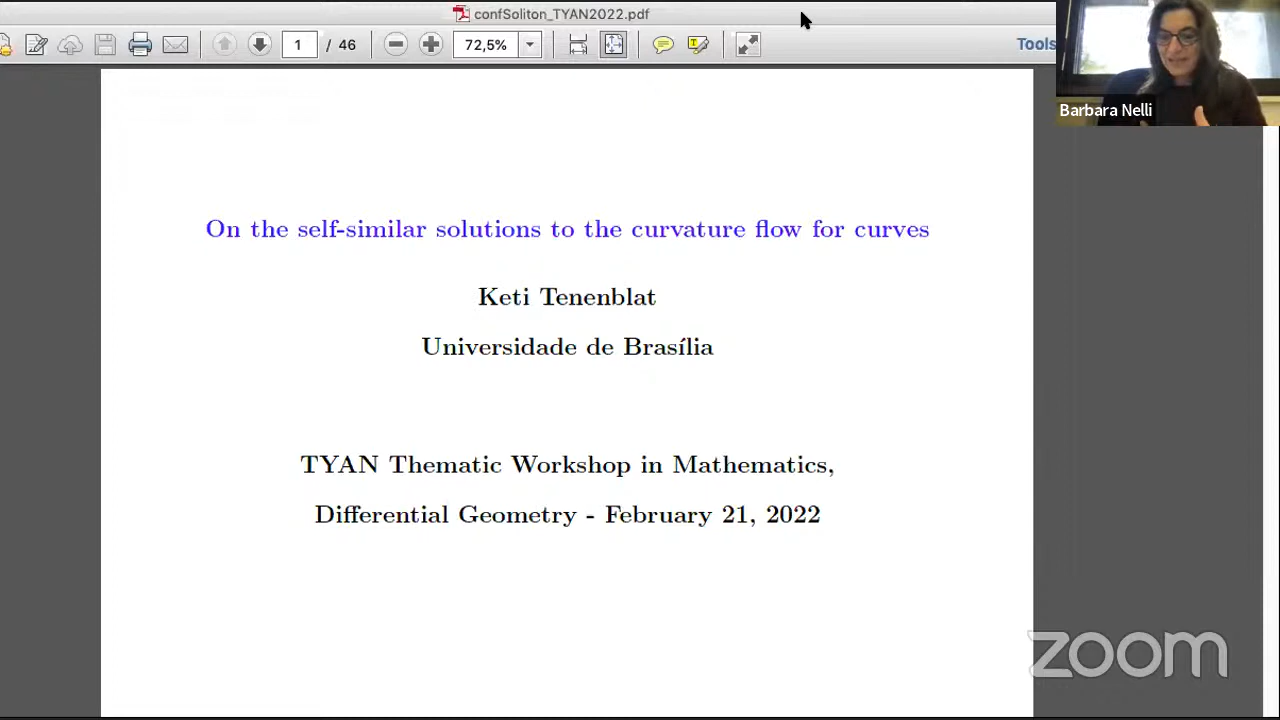 confSoliton_TYAN2022.pdf
1 / 46
72,5%
Tools
Barbara Nelli
On the self-similar solutions to the curvature flow for curves
Keti Tenenblat
Universidade de Brasília
TYAN Thematic Workshop in Mathematics,
Differential Geometry - February 21, 2022
zoom